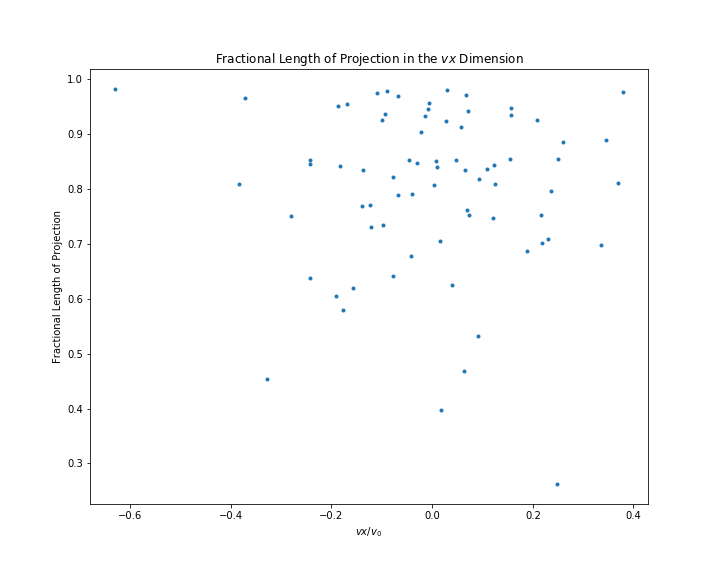 Fractional Length of Projection in the vx Dimension
1.0
0.9
0.8
0.7
0.6
0.5
0.4
0.3
Fractional Length of Projection
−0.6 −0.4 −0.2 0.0 0.2 0.4
vx/v₀